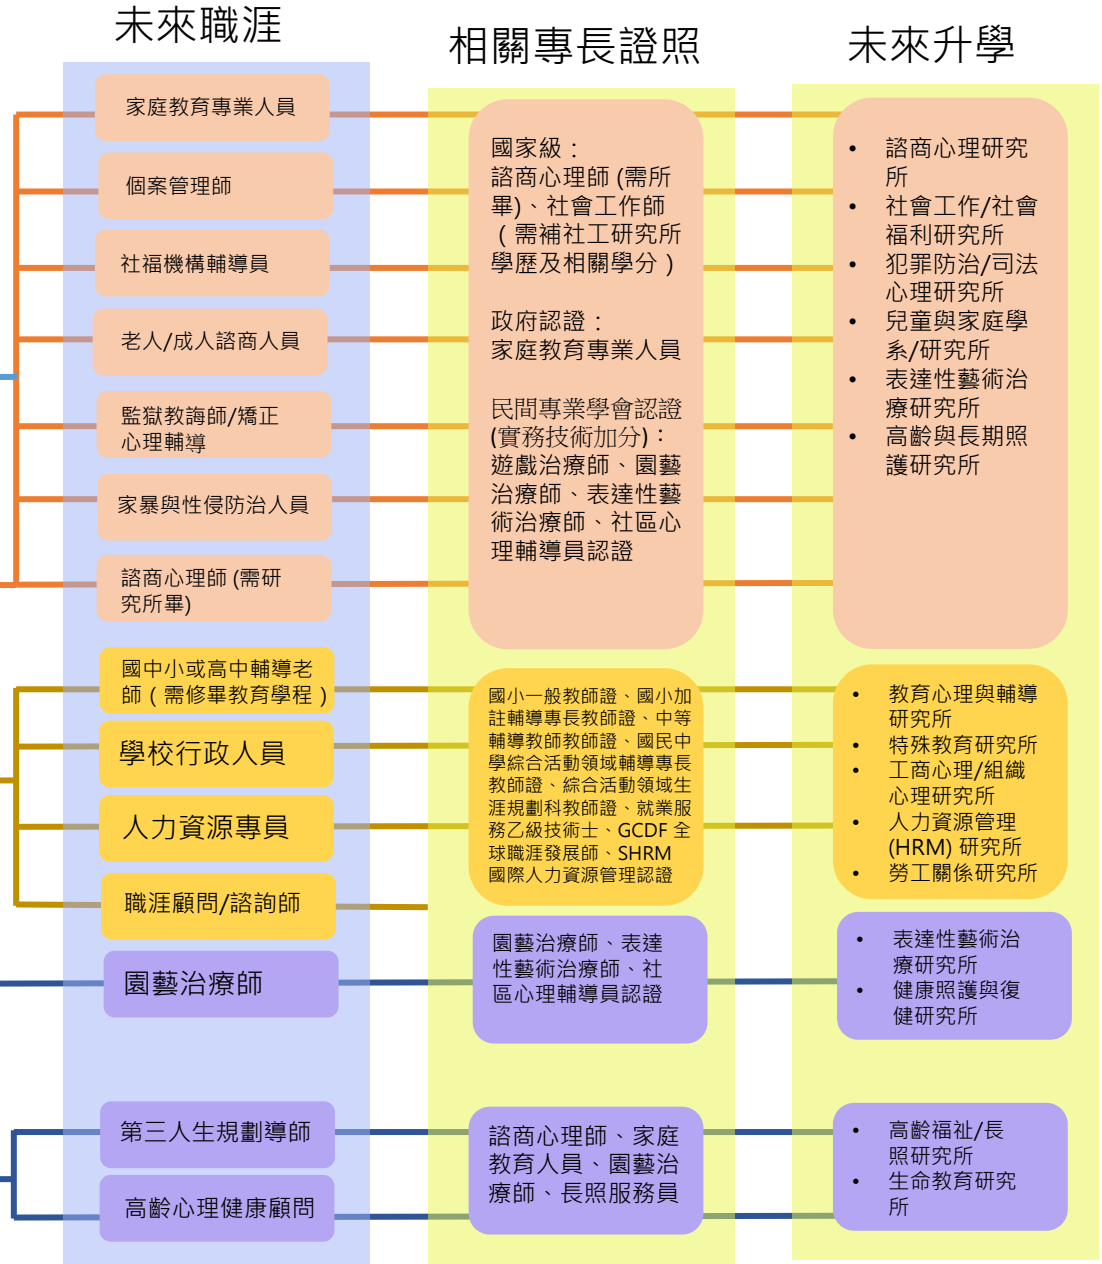 未來職涯
相關專長證照
未來升學
家庭教育專業人員
個案管理師
社福機構輔導員
老人/成人諮商人員
監獄教誨師/矯正
心理輔導
家暴與性侵防治人員
諮商心理師 (需研
究所畢)
國家級：
諮商心理師 (需所
畢)、社會工作師
（需補社工研究所
學歷及相關學分）
政府認證：
家庭教育專業人員
民間專業學會認證
(實務技術加分)：
遊戲治療師、園藝
治療師、表達性藝
術治療師、社區心
理輔導員認證
• 諮商心理研究
所
• 社會工作/社會
福利研究所
• 犯罪防治/司法
心理研究所
• 兒童與家庭學
系/研究所
• 表達性藝術治
療研究所
• 高齡與長期照
護研究所
國中小或高中輔導老
師（需修畢教育學程）
學校行政人員
人力資源專員
職涯顧問/諮詢師
國小一般教師證、國小加
註輔導專長教師證、中等
輔導教師教師證、國民中
學綜合活動領域輔導專長
教師證、綜合活動領域生
涯規劃科教師證、就業服
務乙級技術士、GCDF 全
球職涯發展師、SHRM
國際人力資源管理認證
• 教育心理與輔導
研究所
• 特殊教育研究所
• 工商心理/組織
心理研究所
• 人力資源管理
(HRM) 研究所
• 勞工關係研究所
園藝治療師
園藝治療師、表達
性藝術治療師、社
區心理輔導員認證
• 表達性藝術治
療研究所
• 健康照護與復
健研究所
第三人生規劃導師
高齡心理健康顧問
諮商心理師、家庭
教育人員、園藝治
療師、長照服務員
• 高齡福祉/長
照研究所
• 生命教育研究
所